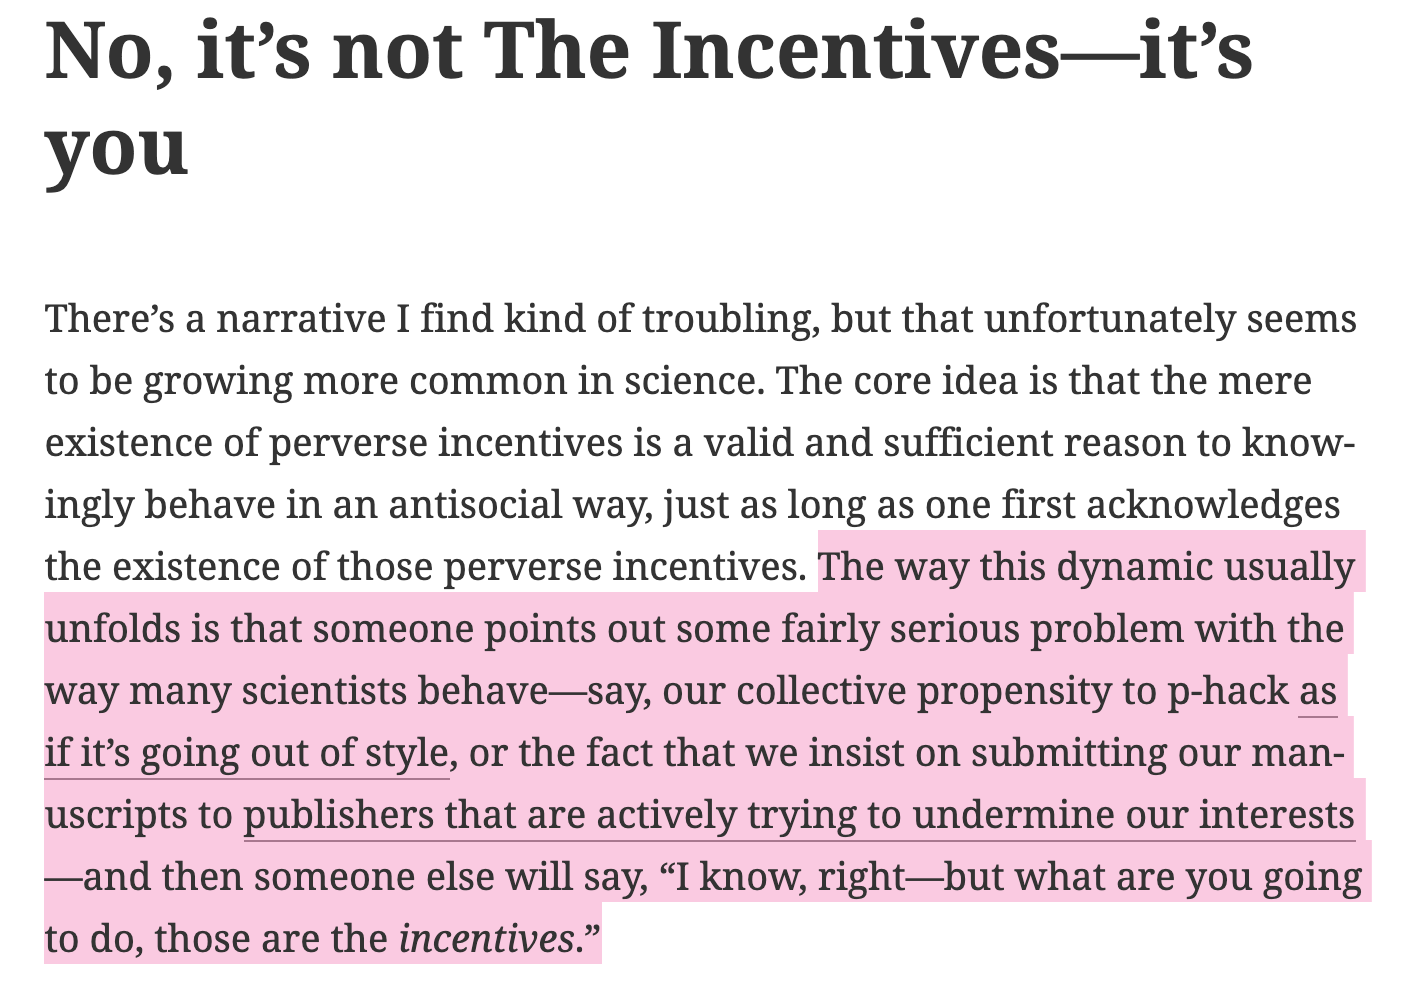 No, it’s not The Incentives—it’s
you
There’s a narrative I find kind of troubling, but that unfortunately seems
to be growing more common in science. The core idea is that the mere
existence of perverse incentives is a valid and sufficient reason to know-
ingly behave in an antisocial way, just as long as one first acknowledges
the existence of those perverse incentives. The way this dynamic usually
unfolds is that someone points out some fairly serious problem with the
way many scientists behave—say, our collective propensity to p-hack as
if it’s going out of style, or the fact that we insist on submitting our man-
uscripts to publishers that are actively trying to undermine our interests
—and then someone else will say, “I know, right—but what are you going
to do, those are the incentives.”